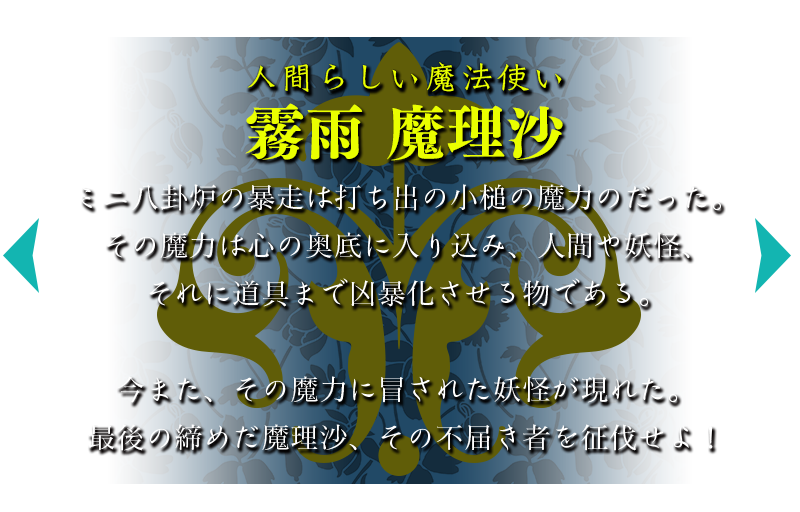 人間らしい魔法使い
霧雨 魔理沙
ミニ八卦炉の暴走は打ち出の小槌の魔力のだった。
その魔力は心の奥底に入り込み、人間や妖怪、
それに道具まで凶暴化させる物である。
今また、その魔力に冒された妖怪が現れた。
最後の締めだ魔理沙、その不届き者を征伐せよ！